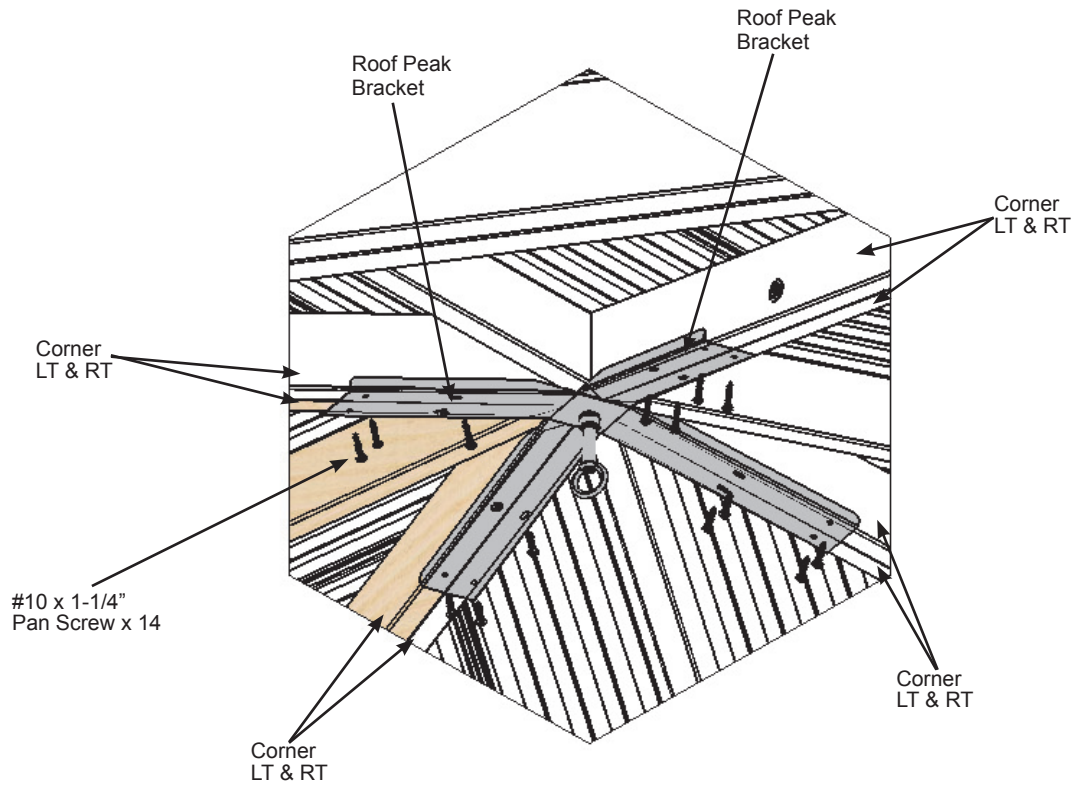 Roof Peak
Bracket
Roof Peak
Bracket
Corner
LT & RT
Corner
LT & RT
#10 x 1-1/4”
Pan Screw x 14
Corner
LT & RT
Corner
LT & RT